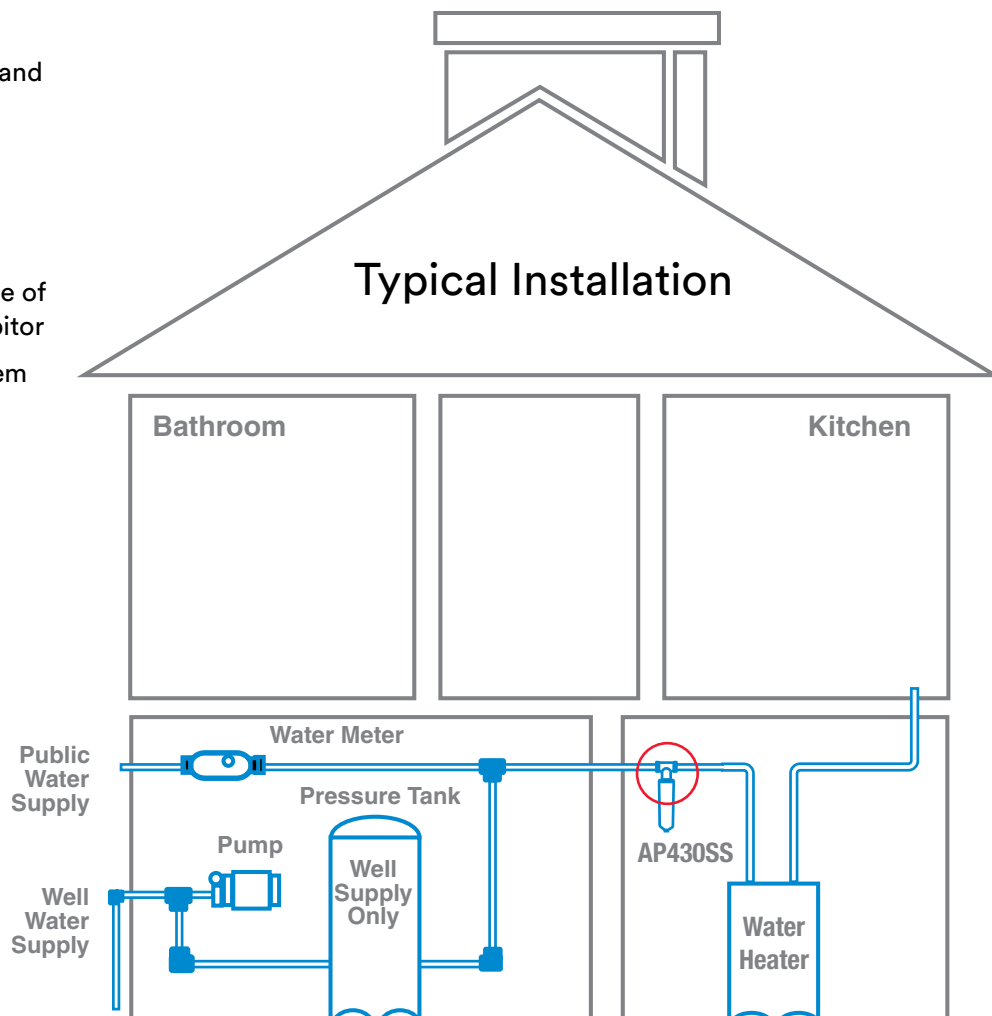 and
e of
bitor
em
Typical Installation
Bathroom
Kitchen
Water Meter
Public
Water
Supply
Pressure Tank
Pump
AP430SS
Well
Supply
Only
Well
Water
Supply
Water
Heater